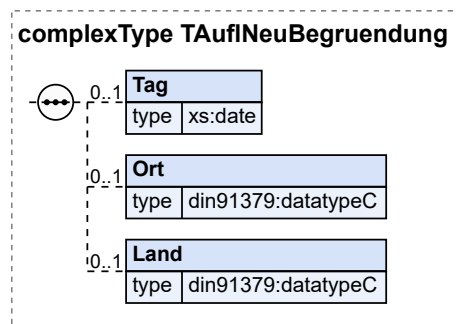 complexType TAuflNeuBegruendung
0..1
Tag
type xs:date
0..1
Ort
type din91379:datatypeC
0..1
Land
type din91379:datatypeC